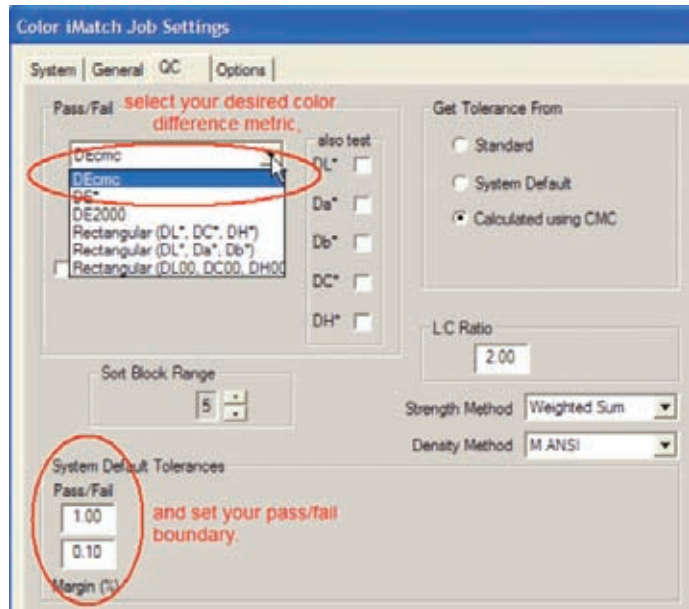 Color iMatch Job Settings
System General QC Options
Pass/Fail
select your desired color
difference metric,
DEcmc
DEcmc
DE*
DE2000
Rectangular (DL*, DC*, DH*)
Rectangular (DL*, Da*, Db*)
Rectangular (DL00, DC00, DH00
also test
DL*
Da*
Db*
DC*
DH*
Get Tolerance From
Standard
System Default
Calculated using CMC
L:C Ratio
2.00
Sort Block Range
5
Strength Method Weighted Sum
Density Method M ANSI
System Default Tolerances
Pass/Fail
1.00
0.10
Margin (%)
and set your pass/fail
boundary.